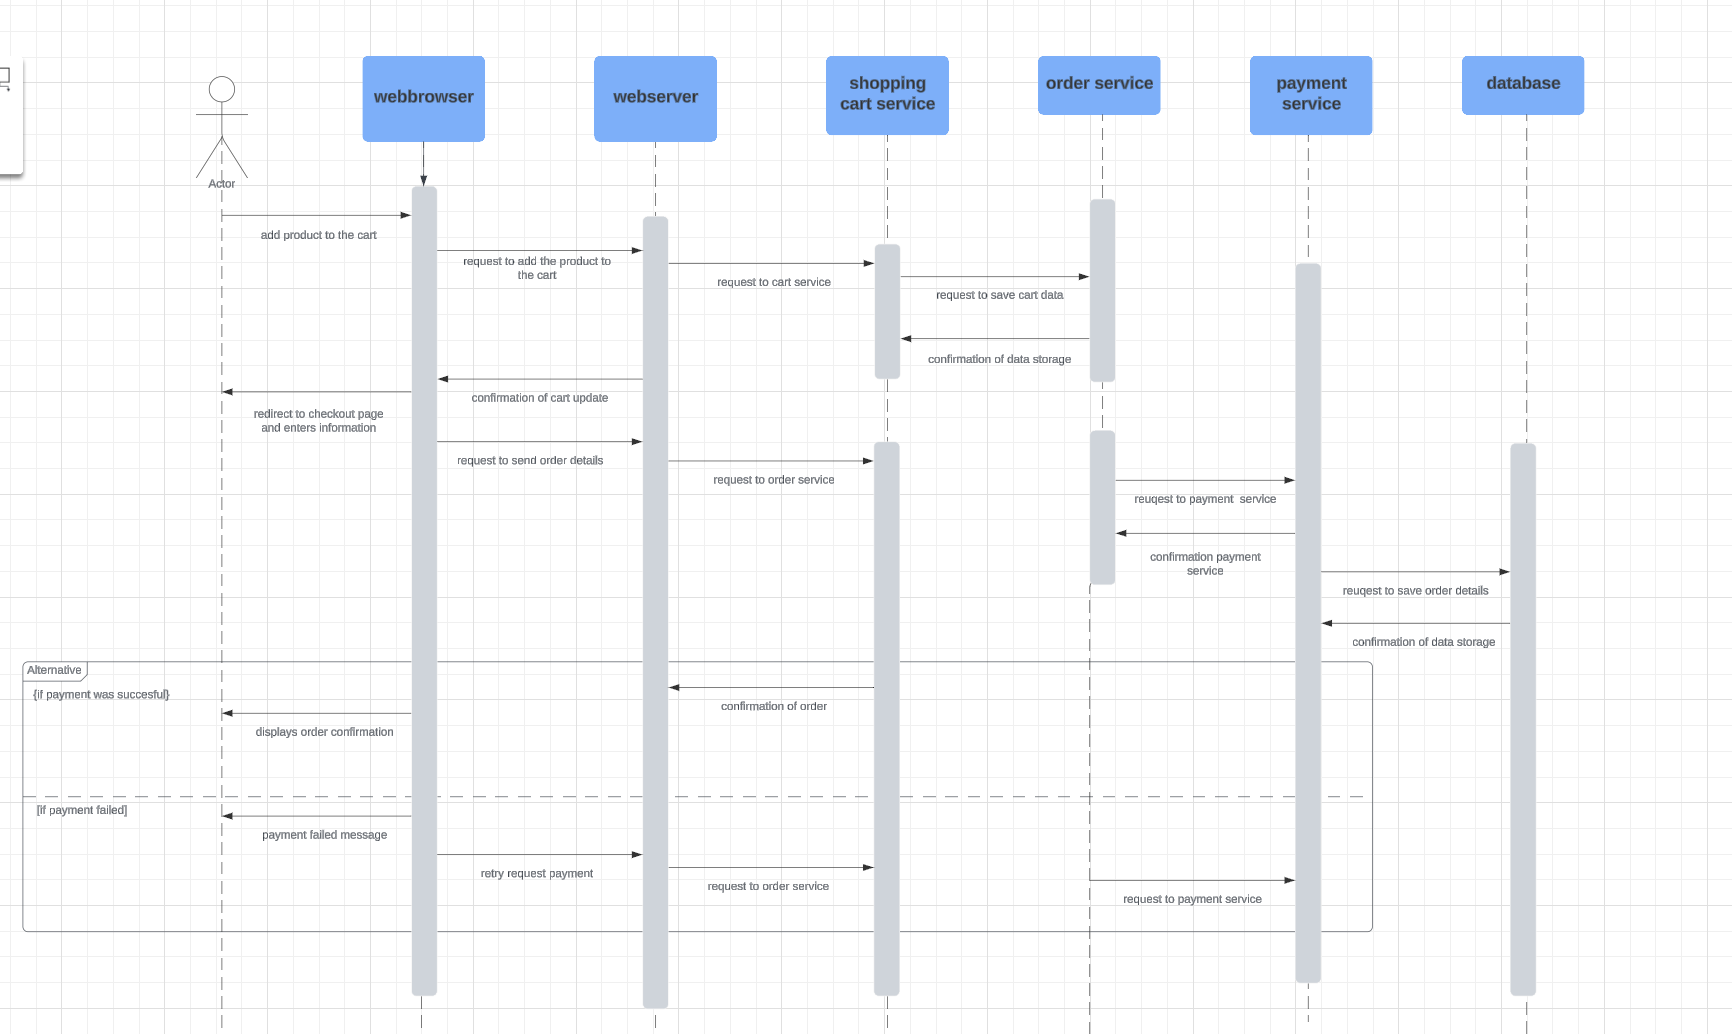 webbrowser
webserver
shopping
cart service
order service
payment
service
database
Actor
add product to the cart
request to add the product to
the cart
request to cart service
request to save cart data
confirmation of data storage
confirmation of cart update
redirect to checkout page
and enters information
request to send order details
request to order service
reuqest to payment  service
confirmation payment
service
reuqest to save order details
confirmation of data storage
Alternative
{if payment was succesful}
confirmation of order
displays order confirmation
[if payment failed]
payment failed message
retry request payment
request to order service
request to payment service